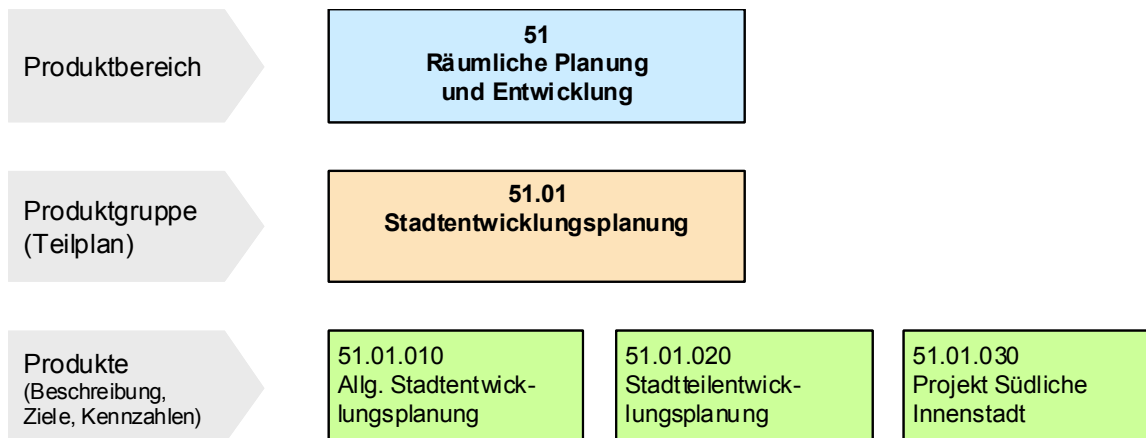 Produktbereich
51
Räumliche Planung
und Entwicklung
Produktgruppe
(Teilplan)
51.01
Stadtentwicklungsplanung
Produkte
(Beschreibung,
Ziele, Kennzahlen)
51.01.010
Allg. Stadtentwick-
lungsplanung
51.01.020
Stadtteilentwick-
lungsplanung
51.01.030
Projekt Südliche
Innenstadt